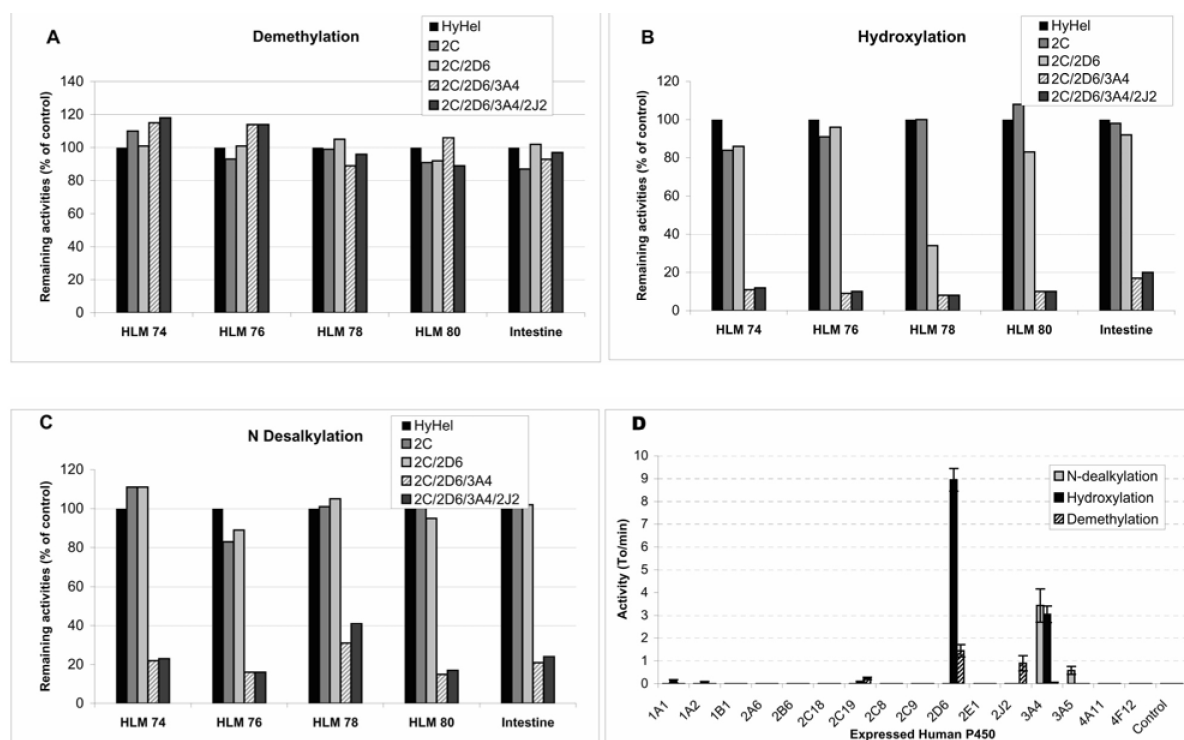 A
Demethylation
HyHel
2C
2C/2D6
2C/2D6/3A4
2C/2D6/3A4/2J2
Remaining activities (% of control)
140
120
100
80
60
40
20
0
HLM 74 HLM 76 HLM 78 HLM 80 Intestine
B
Hydroxylation
HyHel
2C
2C/2D6
2C/2D6/3A4
2C/2D6/3A4/2J2
Remaining activities (% of control)
120
100
80
60
40
20
0
HLM 74 HLM 76 HLM 78 HLM 80 Intestine
C
N Desalkylation
HyHel
2C
2C/2D6
2C/2D6/3A4
2C/2D6/3A4/2J2
Remaining activities (% of control)
120
100
80
60
40
20
0
HLM 74 HLM 76 HLM 78 HLM 80 Intestine
D
N-dealkylation
Hydroxylation
Demethylation
Activity (To/min)
10
9
8
7
6
5
4
3
2
1
0
1A1 1A2 1B1 2A6 2B6 2C18 2C19 2C8 2C9 2D6 2E1 2J2 3A4 3A5 4A11 4F12 Control
Expressed Human P450